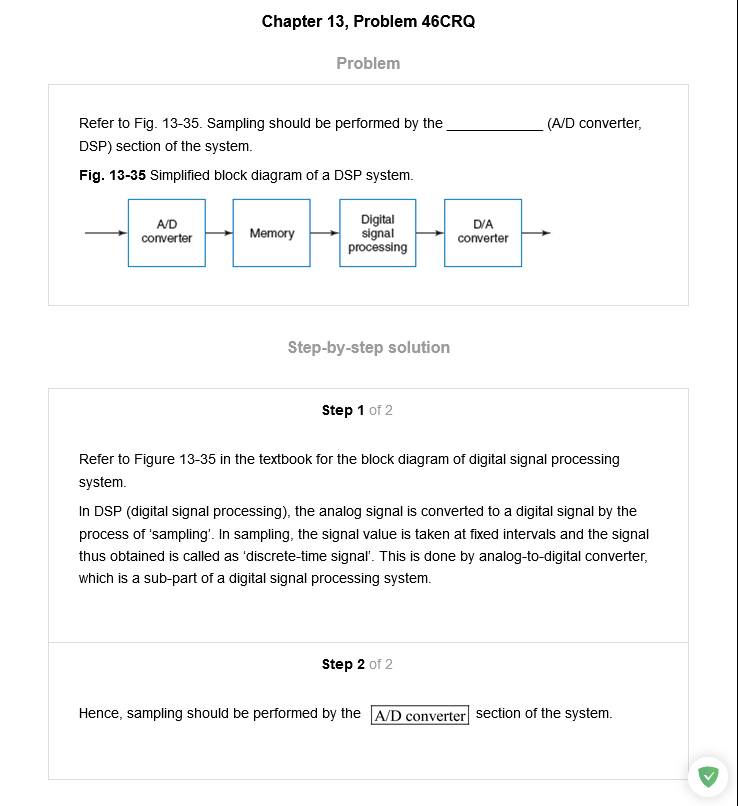 Chapter 13, Problem 46CRQ
Problem
Refer to Fig. 13-35. Sampling should be performed by the ____________ (A/D converter,
DSP) section of the system.
Fig. 13-35 Simplified block diagram of a DSP system.
A/D
converter
Memory
Digital
signal
processing
D/A
converter
Step-by-step solution
Step 1 of 2
Refer to Figure 13-35 in the textbook for the block diagram of digital signal processing
system.
In DSP (digital signal processing), the analog signal is converted to a digital signal by the
process of ‘sampling’. In sampling, the signal value is taken at fixed intervals and the signal
thus obtained is called as ‘discrete-time signal’. This is done by analog-to-digital converter,
which is a sub-part of a digital signal processing system.
Step 2 of 2
Hence, sampling should be performed by the A/D converter section of the system.